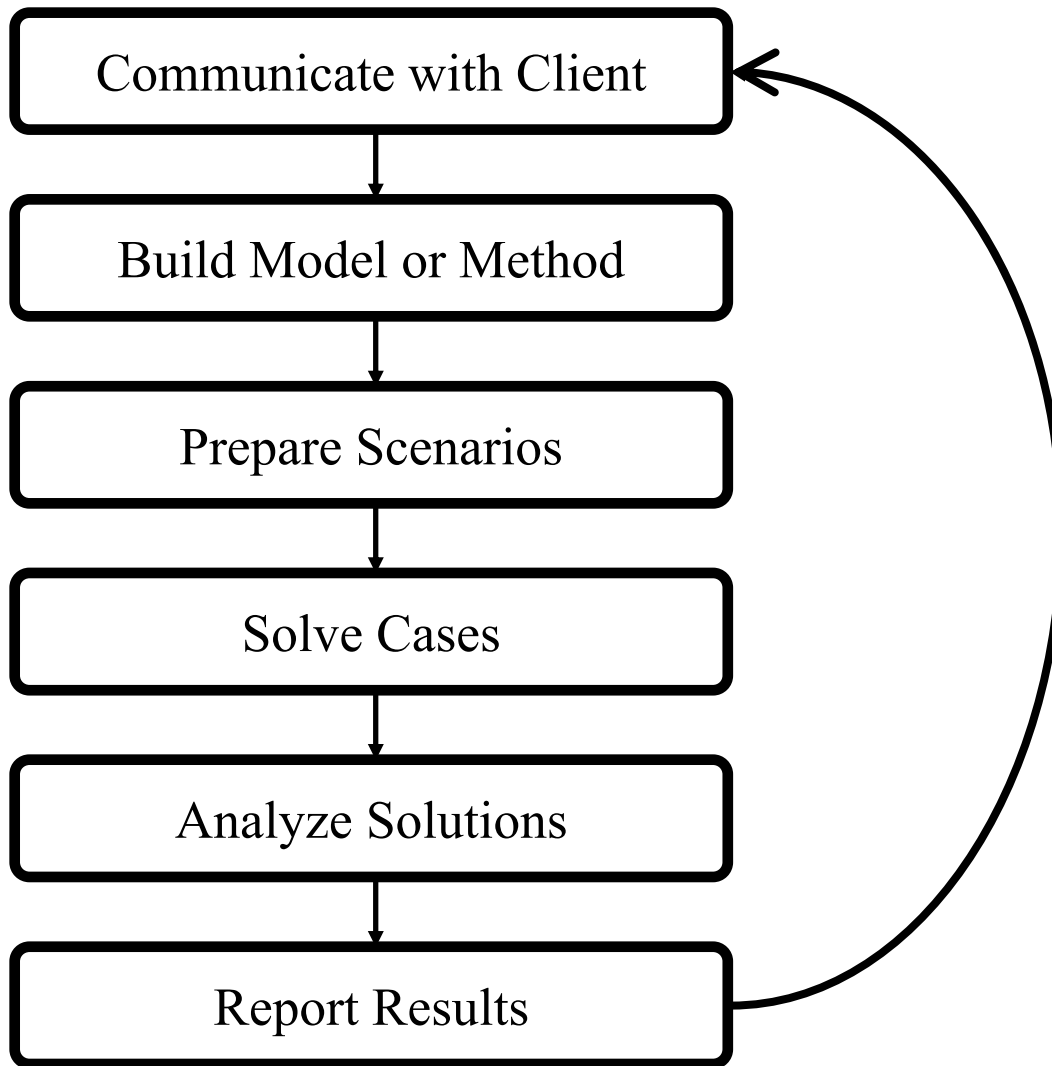 Communicate with Client
Build Model or Method
Prepare Scenarios
Solve Cases
Analyze Solutions
Report Results